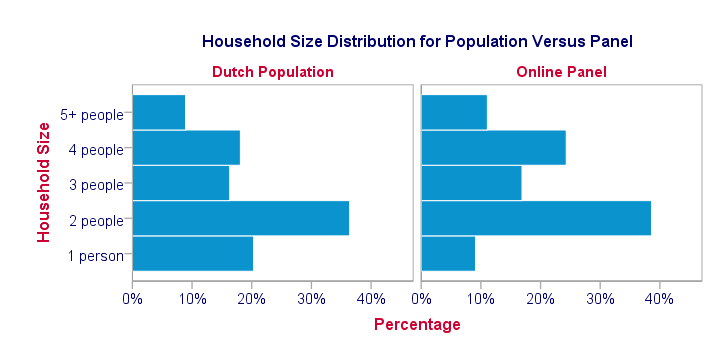 Household Size Distribution for Population Versus Panel
Dutch Population
Online Panel
Household Size
5+ people
4 people
3 people
2 people
1 person
0% 10% 20% 30% 40%
0% 10% 20% 30% 40%
Percentage